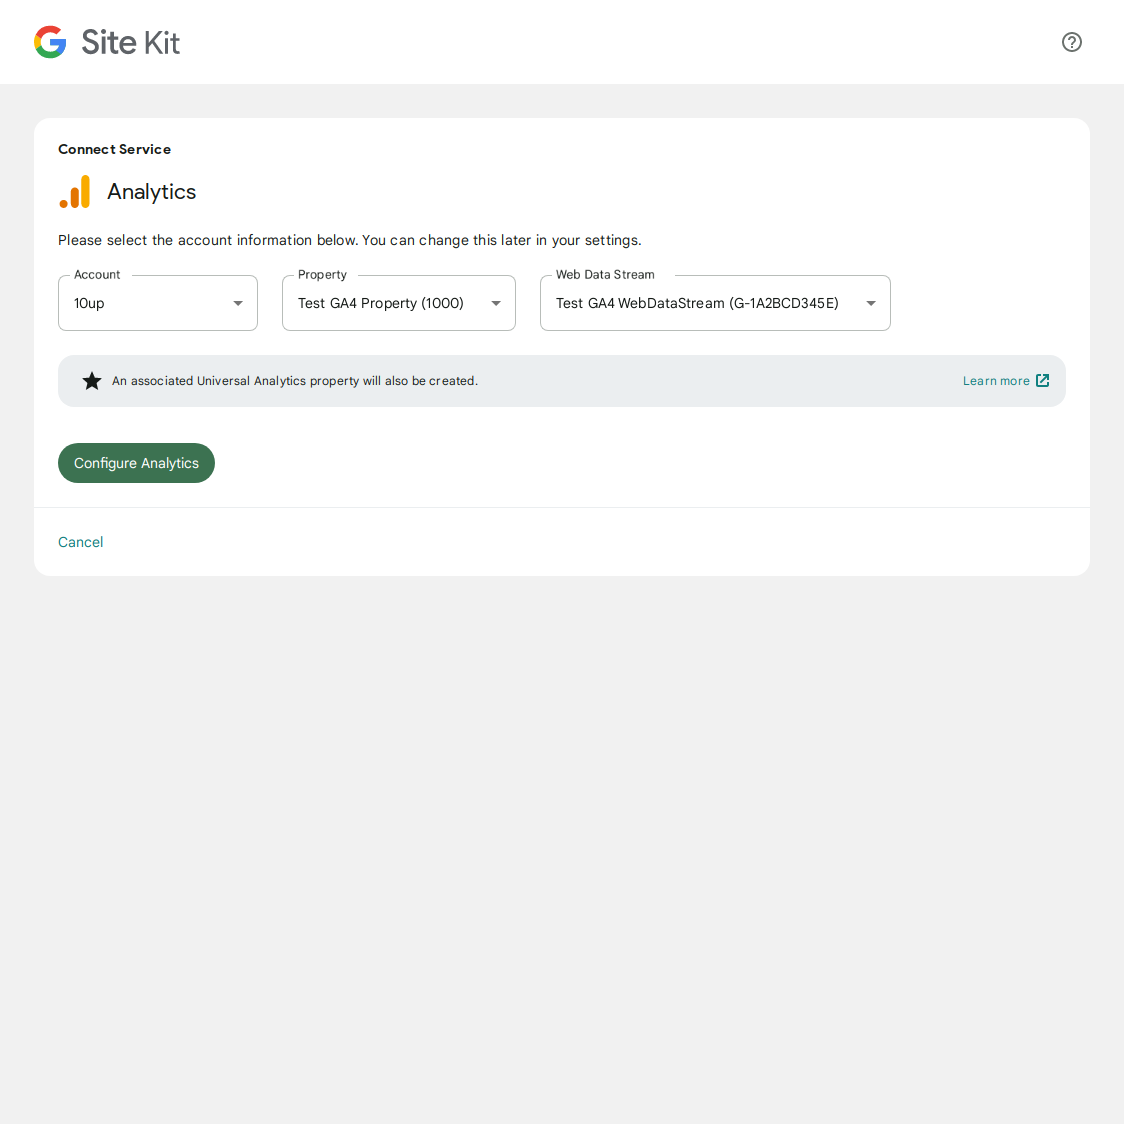 Site Kit
Connect Service
Analytics
Please select the account information below. You can change this later in your settings.
Account
10up
Property
Test GA4 Property (1000)
Web Data Stream
Test GA4 WebDataStream (G-1A2BCD345E)
An associated Universal Analytics property will also be created.
Learn more
Configure Analytics
Cancel